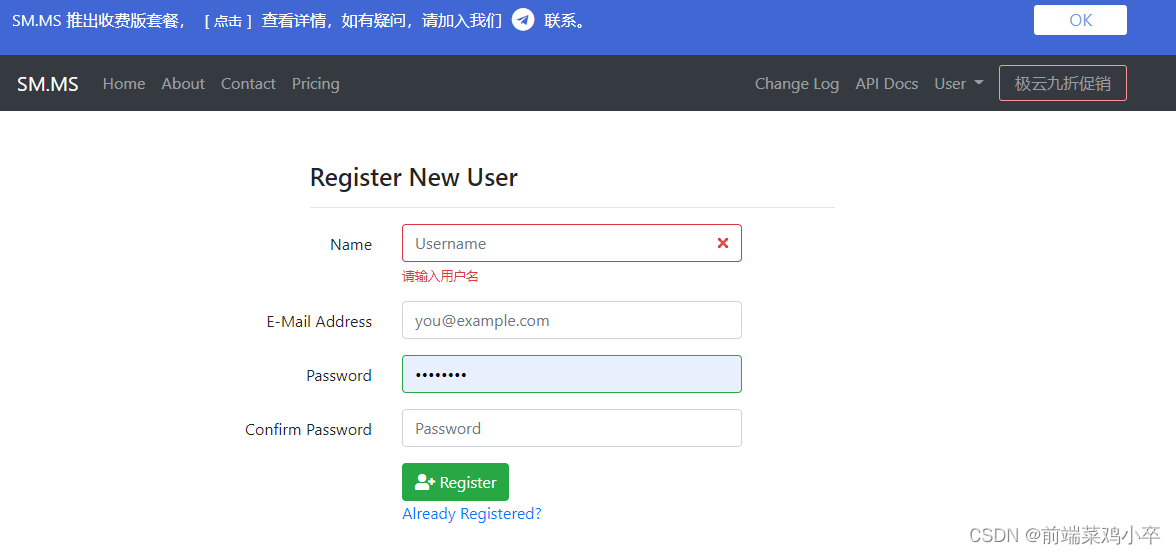 SM.MS 推出收费版套餐， [ 点击 ] 查看详情，如有疑问，请加入我们 联系。 OK
SM.MS Home About Contact Pricing Change Log API Docs User 极云九折促销
Register New User
Name Username
请输入用户名
E-Mail Address you@example.com
Password ••••••••
Confirm Password Password
Register
Already Registered?
CSDN @前端菜鸡小卒